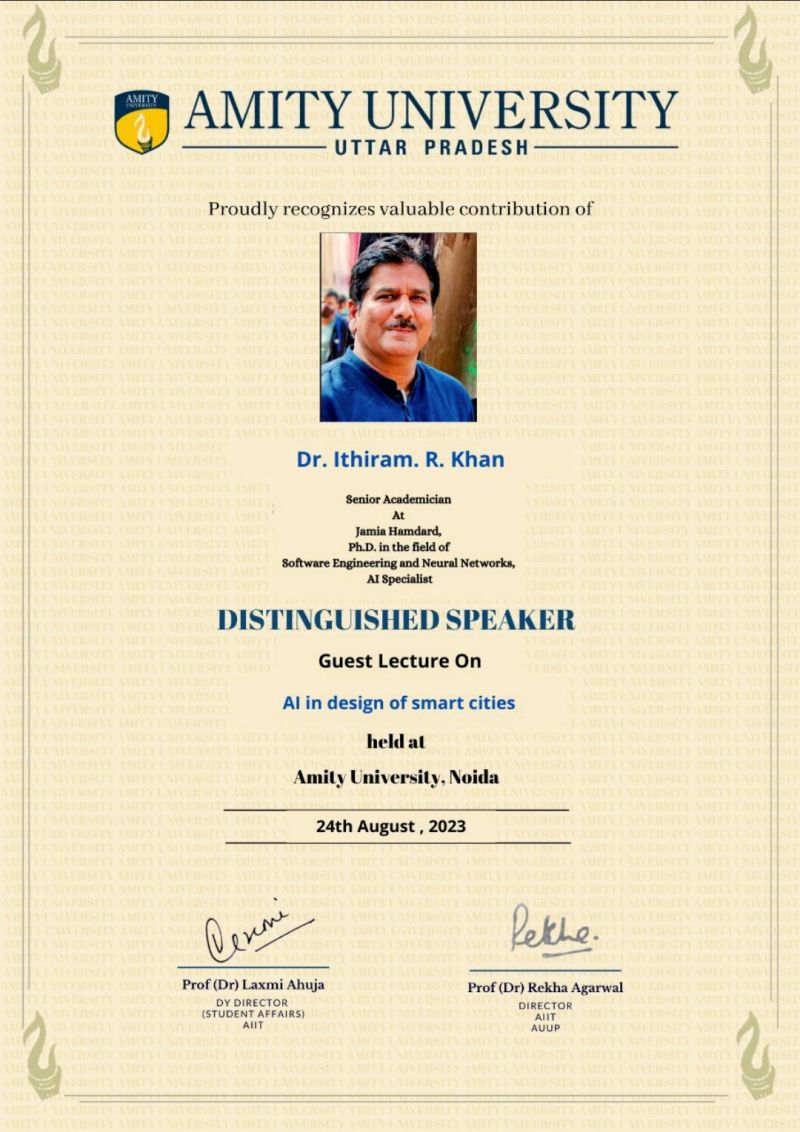 AMITY
UNIVERSITY
AMITY UNIVERSITY
UTTAR PRADESH
Proudly recognizes valuable contribution of
Dr. Ithiram. R. Khan
Senior Academician
At
Jamia Hamdard,
Ph.D. in the field of
Software Engineering and Neural Networks,
AI Specialist
DISTINGUISHED SPEAKER
Guest Lecture On
AI in design of smart cities
held at
Amity University, Noida
24th August , 2023
Rekha.
Prof (Dr) Laxmi Ahuja
DY DIRECTOR
(STUDENT AFFAIRS)
AIIT
Prof (Dr) Rekha Agarwal
DIRECTOR
AIIT
AUUP